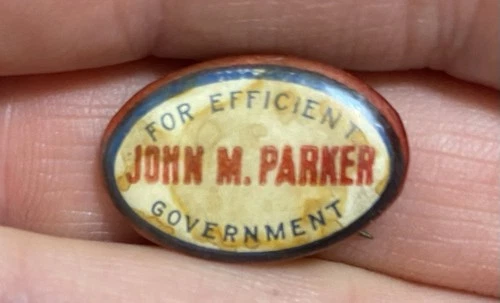 FOR EFFICIENT
JOHN M. PARKER
GOVERNMENT